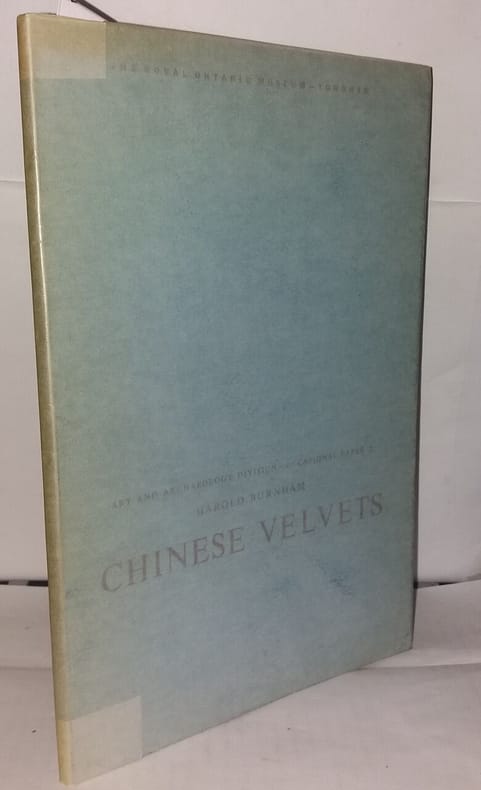 THE ROYAL ONTARIO MUSEUM—TORONTO
ART AND ARCHAEOLOGY DIVISION—OCCASIONAL PAPER 2
HAROLD BURNHAM
CHINESE VELVETS